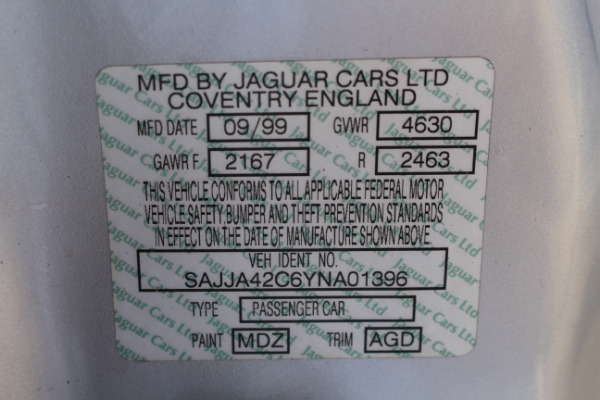 MFD BY JAGUAR CARS LTD
COVENTRY ENGLAND
MFD DATE 09/99 GVWR 4630
GAWR F. 2167 R 2463
THIS VEHICLE CONFORMS TO ALL APPLICABLE FEDERAL MOTOR
VEHICLE SAFETY, BUMPER AND THEFT PREVENTION STANDARDS
IN EFFECT ON THE DATE OF MANUFACTURE SHOWN ABOVE.
VEH IDENT. NO.
SAJJA42C6YNA01396
TYPE PASSENGER CAR
PAINT MDZ TRIM AGD